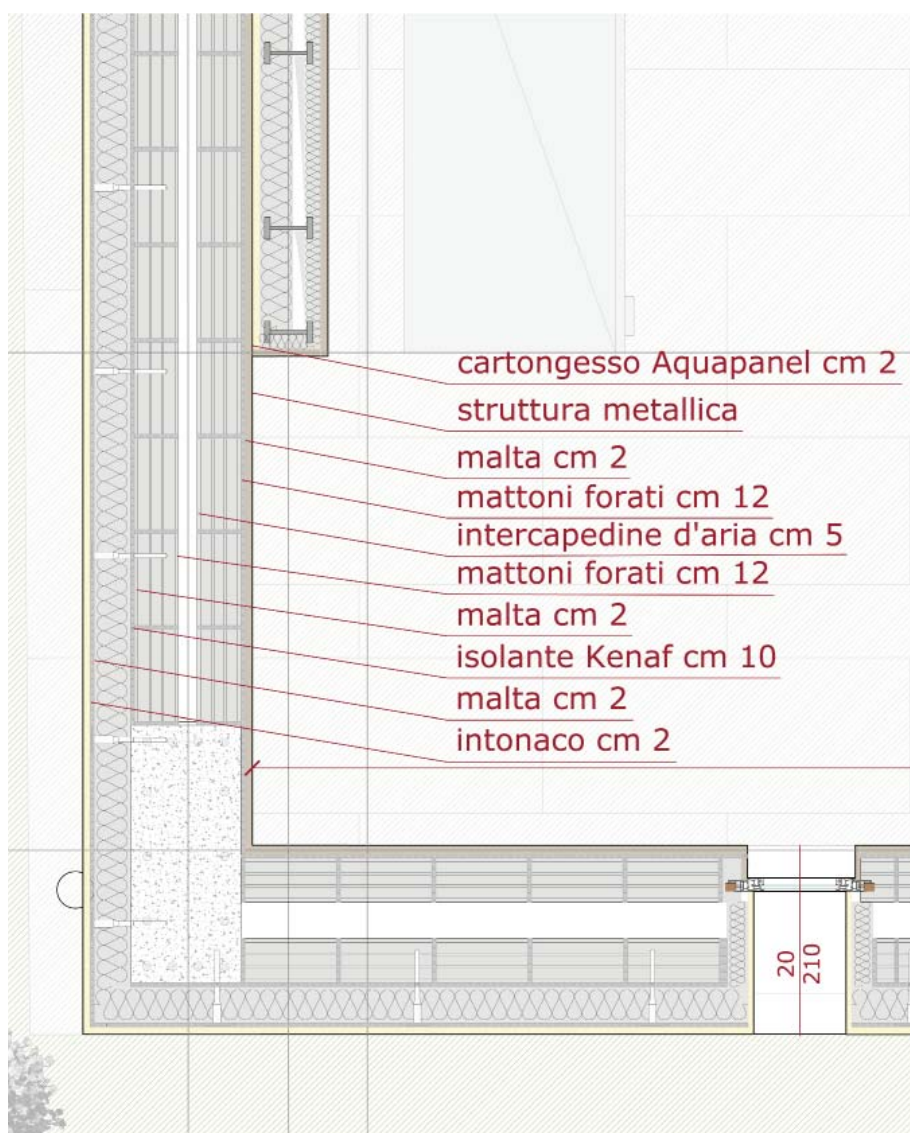 cartongesso Aquapanel cm 2
struttura metallica
malta cm 2
mattoni forati cm 12
intercapedine d'aria cm 5
mattoni forati cm 12
malta cm 2
isolante Kenaf cm 10
malta cm 2
intonaco cm 2
20
210